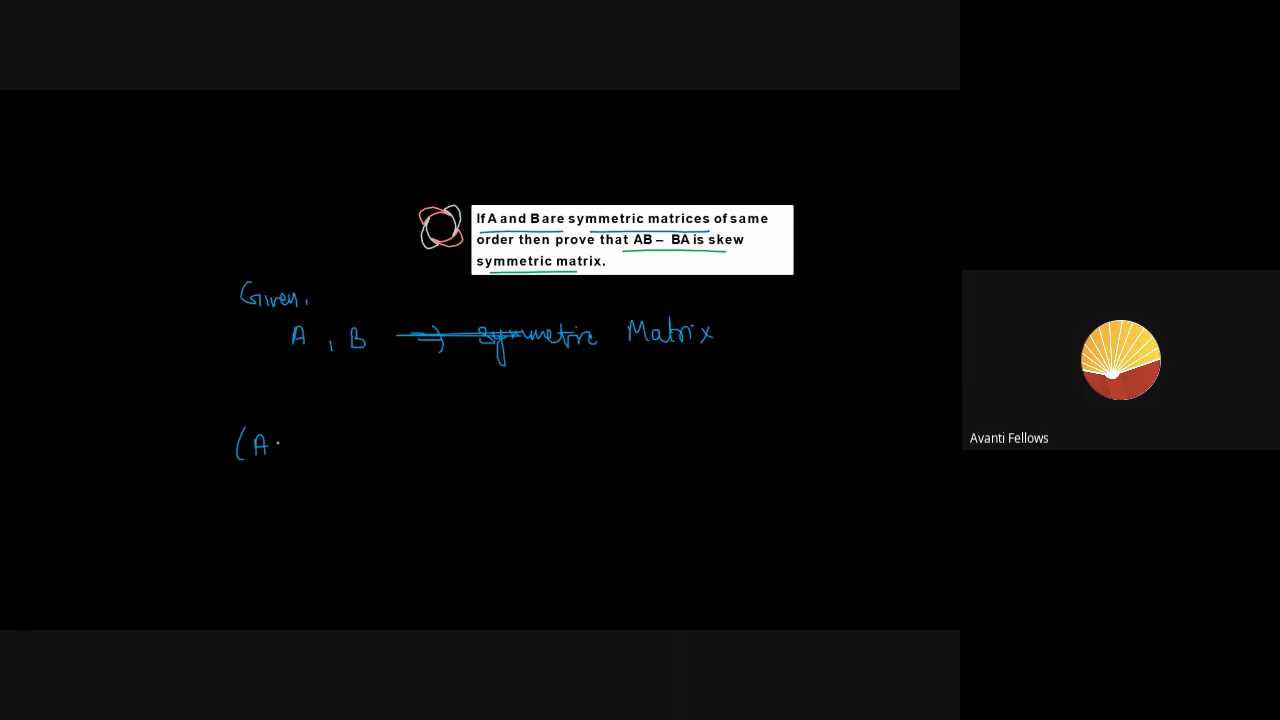 If A and B are symmetric matrices of same
order then prove that AB – BA is skew
symmetric matrix.
Given,
A , B → Symmetric Matrix
(A
Avanti Fellows